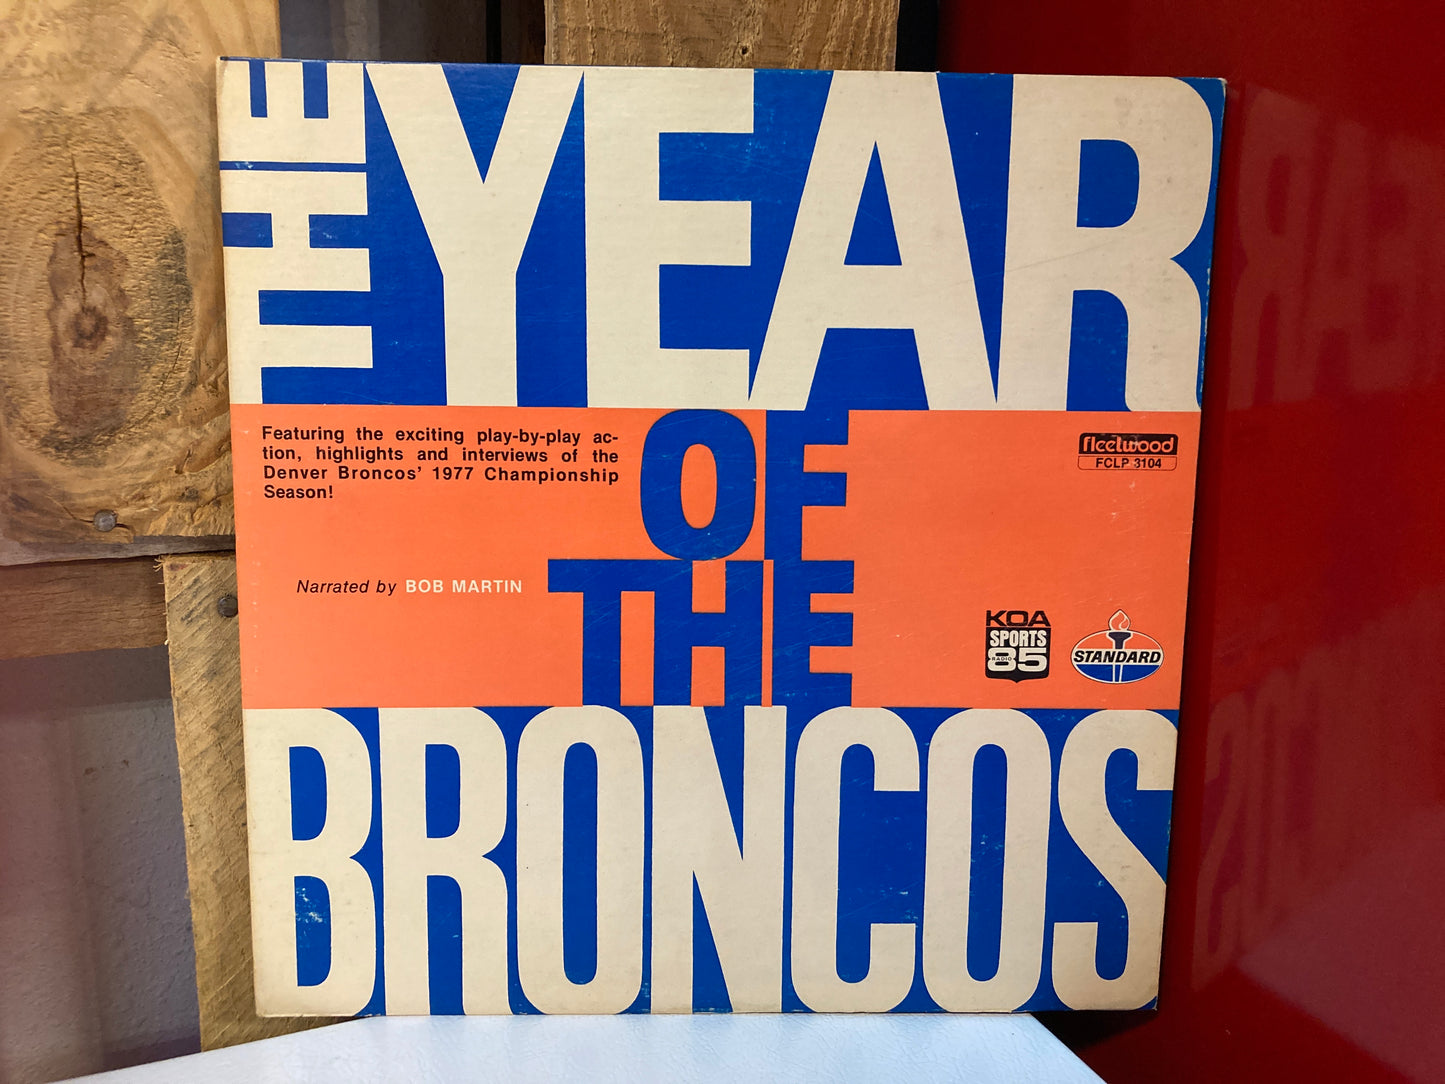 THE YEAR
OF
THE
BRONCOS
Featuring the exciting play-by-play ac-
tion, highlights and interviews of the
Denver Broncos' 1977 Championship
Season!
Narrated by BOB MARTIN
fleetwood
FCLP 3104
KOA
SPORTS
RADIO
85
STANDARD